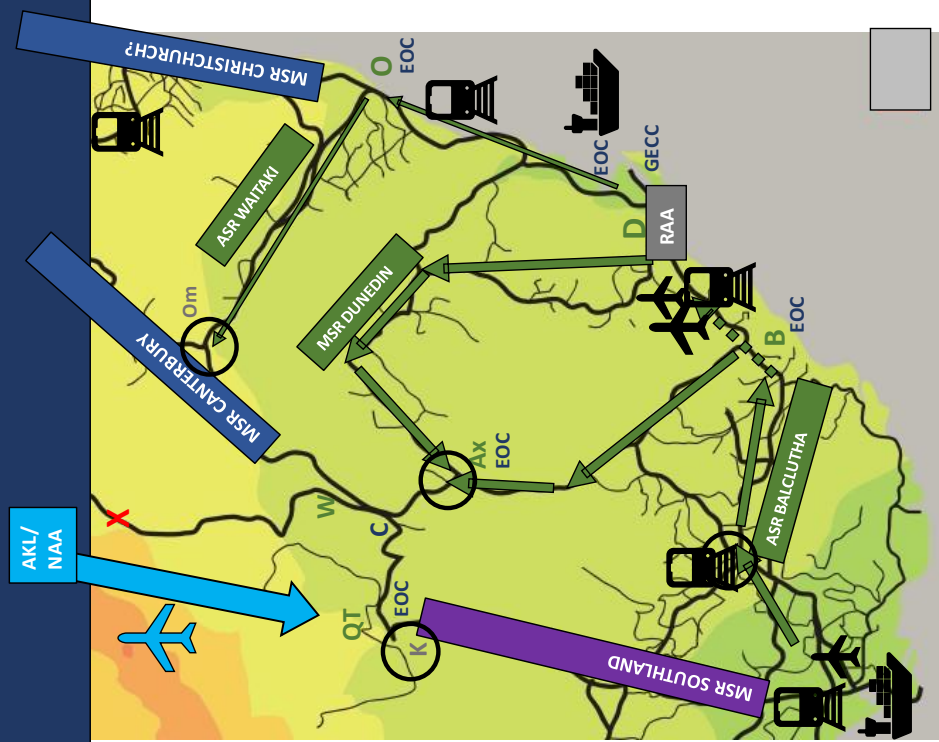 MSR CHRISTCHURCH?
O
EOC
ASR WAITAKI
EOC
GECC
D
RAA
MSR DUNEDIN
Om
MSR CANTERBURY
B
EOC
Ax
EOC
ASR BALCLUTHA
X
W
C
AKL/
NAA
QT
EOC
K
MSR SOUTHLAND